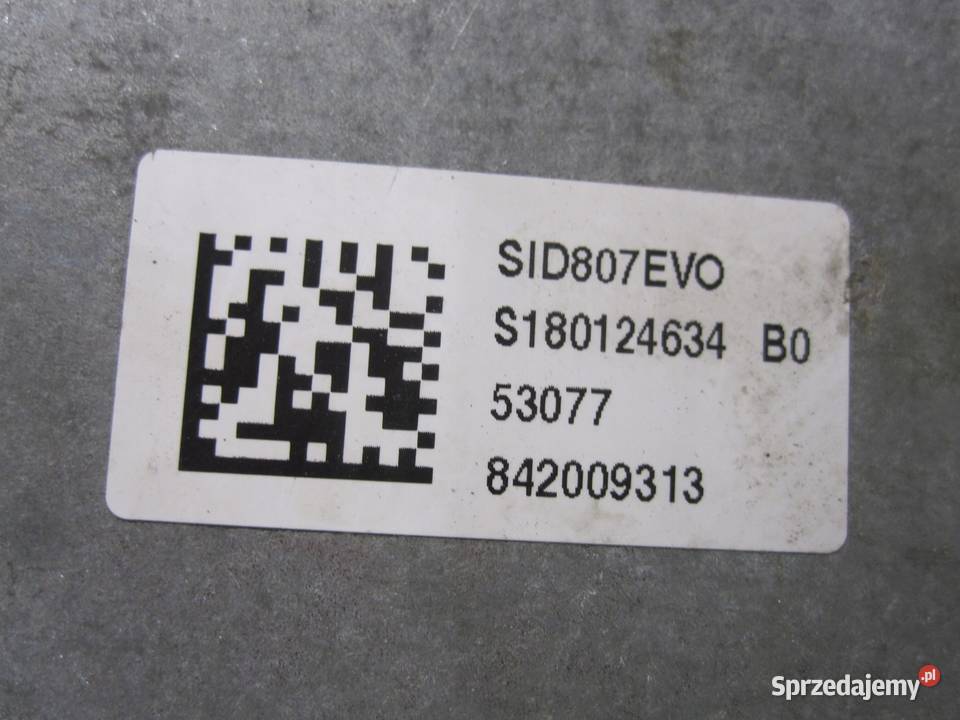 SID807EVO
S180124634 B0
53077
842009313
Sprzedajemy.pl